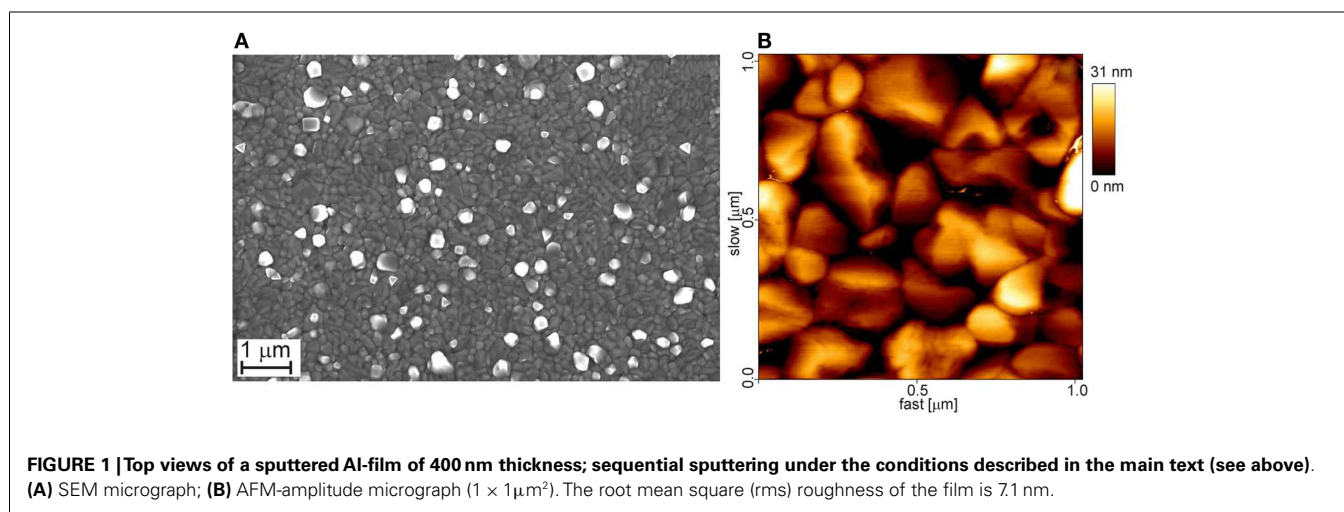 A
B
1 μm
1.0
0.5
0.0
slow [μm]
0.5
1.0
fast [μm]
31 nm
0 nm
FIGURE 1 | Top views of a sputtered Al-film of 400 nm thickness; sequential sputtering under the conditions described in the main text (see above).
(A) SEM micrograph; (B) AFM-amplitude micrograph (1 × 1μm²). The root mean square (rms) roughness of the film is 7.1 nm.